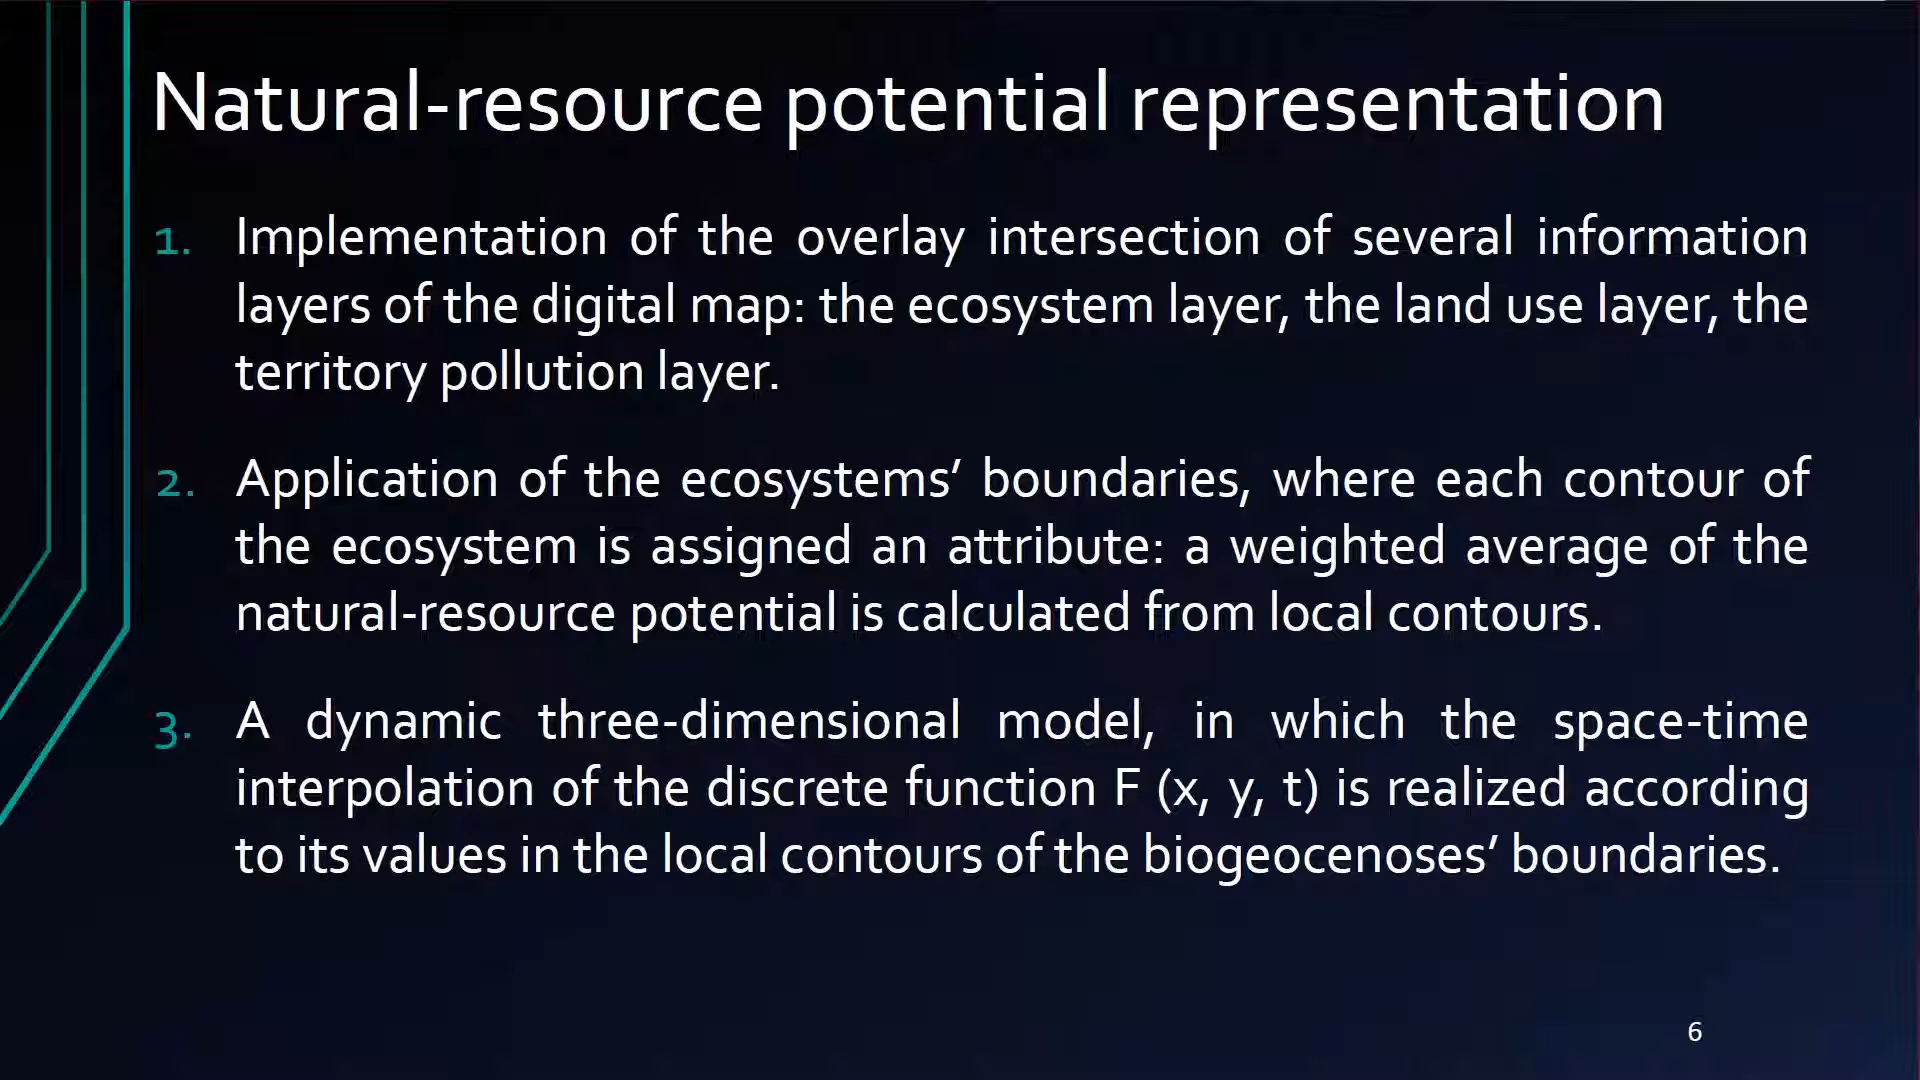 Natural-resource potential representation
1. Implementation of the overlay intersection of several information
layers of the digital map: the ecosystem layer, the land use layer, the
territory pollution layer.
2. Application of the ecosystems’ boundaries, where each contour of
the ecosystem is assigned an attribute: a weighted average of the
natural-resource potential is calculated from local contours.
3. A dynamic three-dimensional model, in which the space-time
interpolation of the discrete function F (x, y, t) is realized according
to its values in the local contours of the biogeocenoses’ boundaries.
6